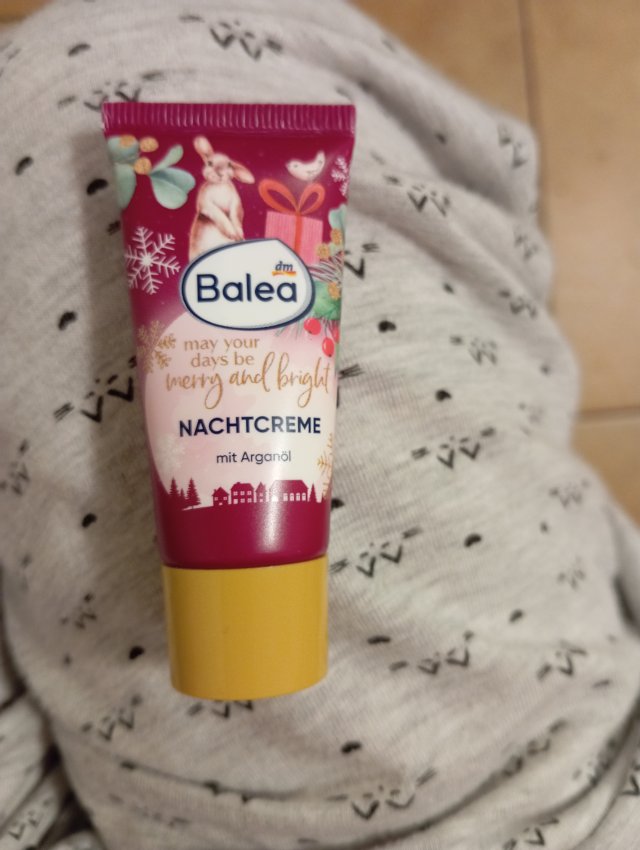 dm
Balea
may your
days be
merry and bright
NACHTCREME
mit Arganöl